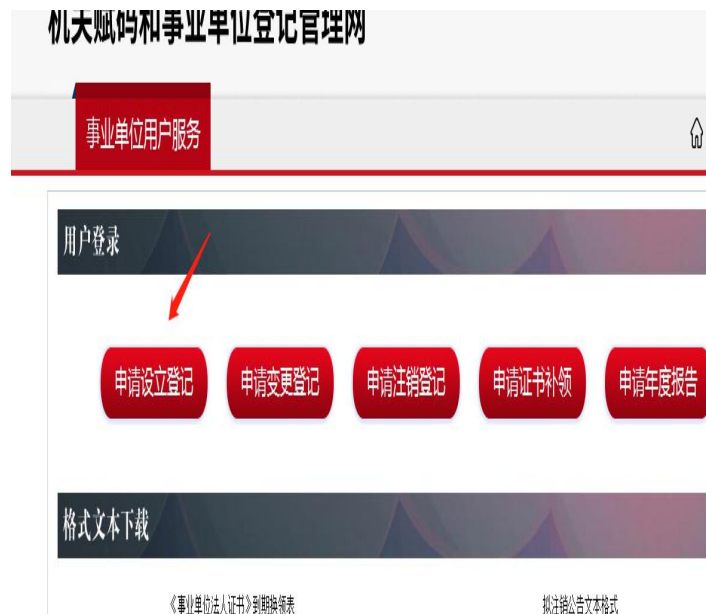 机关赋码和事业单位登记管理网
事业单位用户服务
用户登录
申请设立登记 申请变更登记 申请注销登记 申请证书补领 申请年度报告
格式文本下载
《事业单位法人证书》到期换领表 拟注销公告文本格式